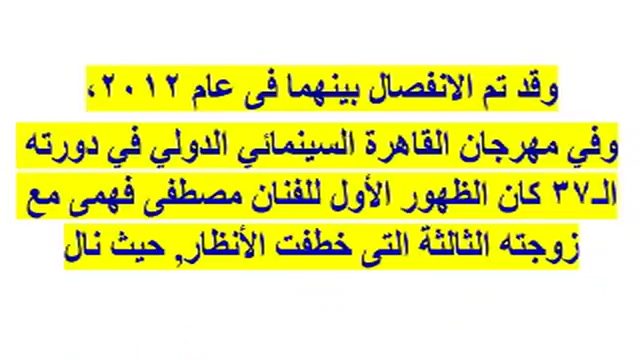 وقد تم الانفصال بينهما فى عام ٢٠١٢،
وفي مهرجان القاهرة السينمائي الدولي في دورته
الـ٣٧ كان الظهور الأول للفنان مصطفى فهمى مع
زوجته الثالثة التى خطفت الأنظار, حيث نال